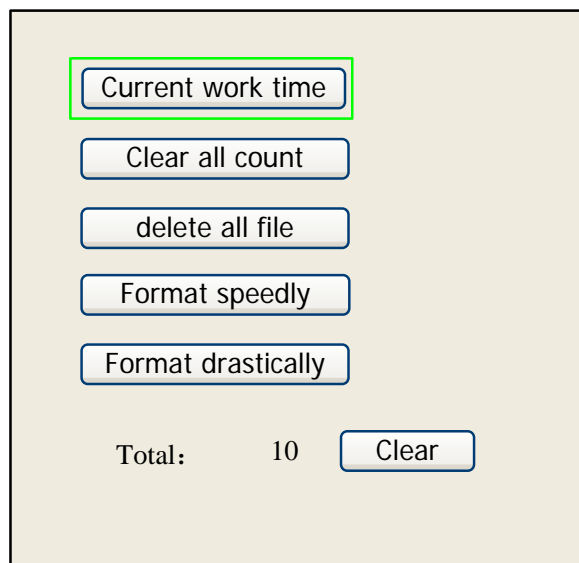 Current work time
Clear all count
delete all file
Format speedly
Format drastically
Total： 10 Clear